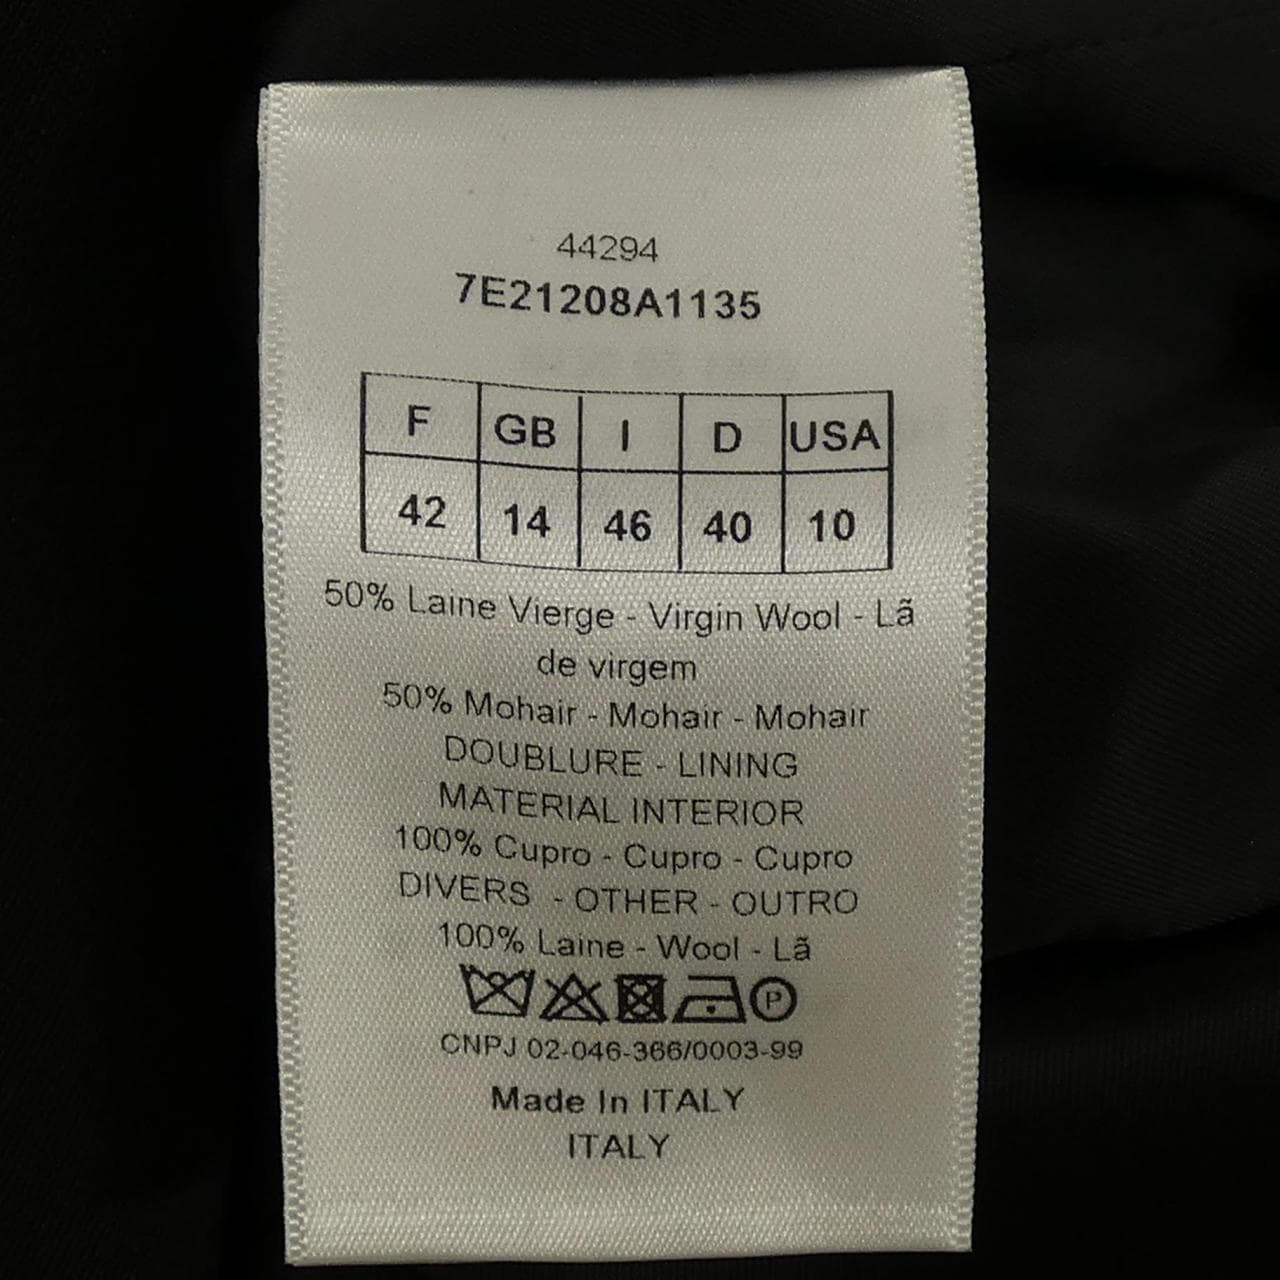 44294
7E21208A1135
F GB I D USA
42 14 46 40 10
50% Laine Vierge - Virgin Wool - Lã
de virgem
50% Mohair - Mohair - Mohair
DOUBLURE - LINING
MATERIAL INTERIOR
100% Cupro - Cupro - Cupro
DIVERS - OTHER - OUTRO
100% Laine - Wool - Lã
P
CNPJ 02-046-366/0003-99
Made In ITALY
ITALY